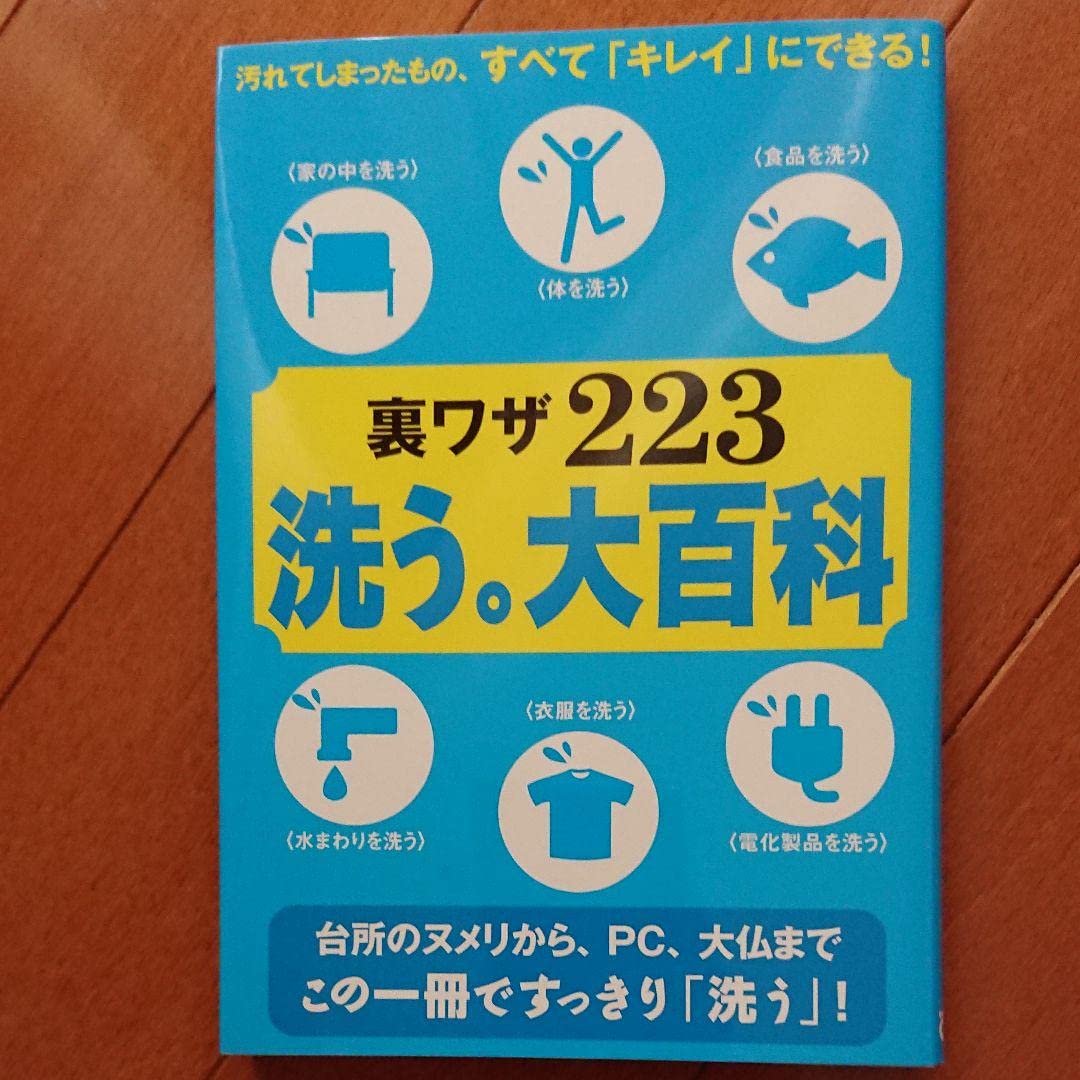 汚れてしまったもの、すべて「キレイ」にできる!
〈家の中を洗う〉
〈体を洗う〉
〈食品を洗う〉
裏ワザ223
洗う。大百科
〈水まわりを洗う〉
〈衣服を洗う〉
〈電化製品を洗う〉
台所のヌメリから、PC、大仏まで
この一冊ですっきり「洗う」!